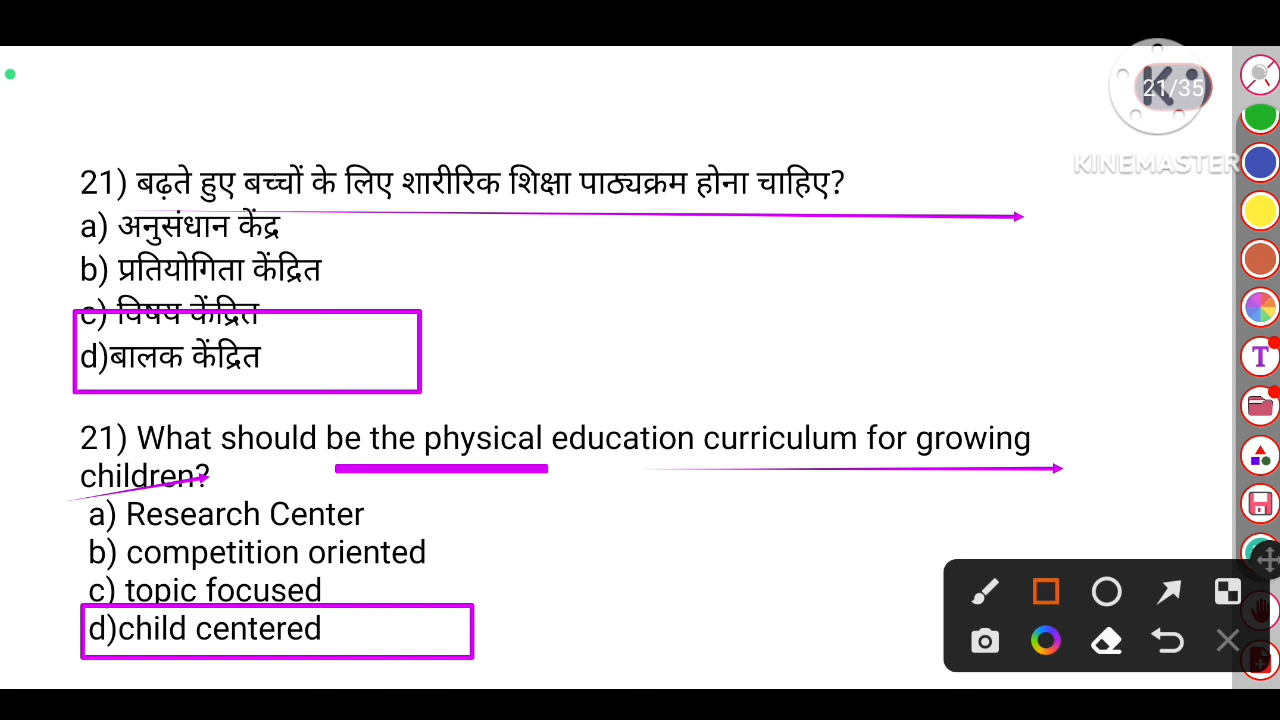 21/35
KINEMASTER
21) बढ़ते हुए बच्चों के लिए शारीरिक शिक्षा पाठ्यक्रम होना चाहिए?
a) अनुसंधान केंद्र
b) प्रतियोगिता केंद्रित
c) विषय केंद्रित
d)बालक केंद्रित
21) What should be the physical education curriculum for growing
children?
a) Research Center
b) competition oriented
c) topic focused
d)child centered
T